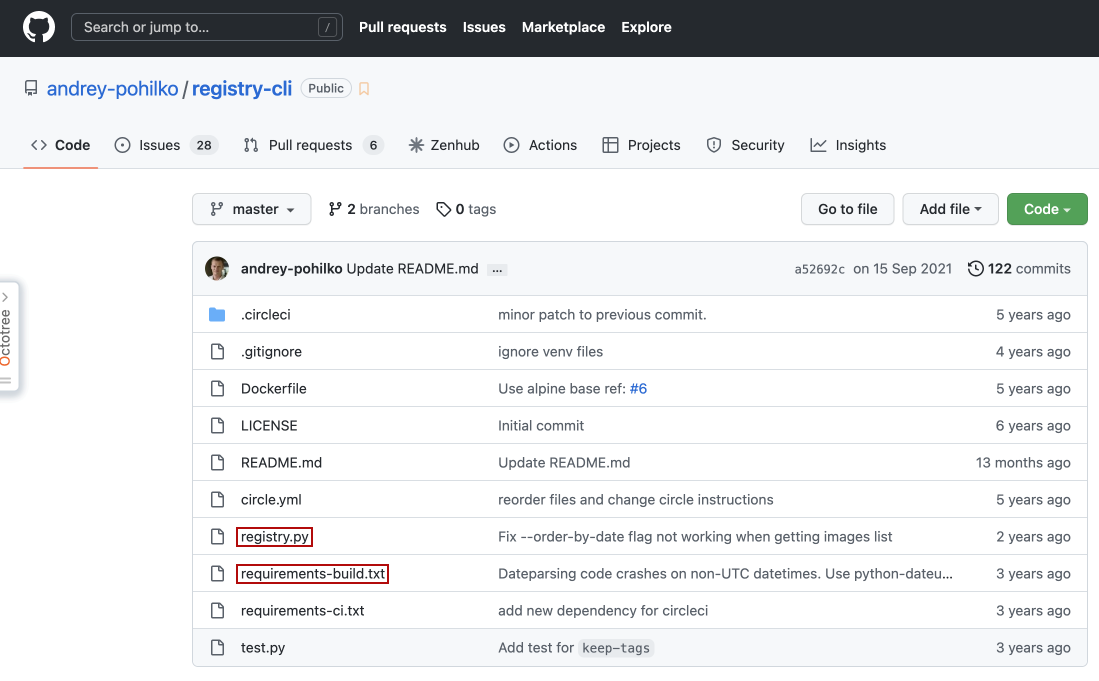 Search or jump to... / Pull requests Issues Marketplace Explore
andrey-pohilko / registry-cli Public
Code Issues 28 Pull requests 6 Zenhub Actions Projects Security Insights
master 2 branches 0 tags Go to file Add file Code
andrey-pohilko Update README.md ... a52692c on 15 Sep 2021 122 commits
.circleci minor patch to previous commit. 5 years ago
.gitignore ignore venv files 4 years ago
Dockerfile Use alpine base ref: #6 5 years ago
LICENSE Initial commit 6 years ago
README.md Update README.md 13 months ago
circle.yml reorder files and change circle instructions 5 years ago
registry.py Fix --order-by-date flag not working when getting images list 2 years ago
requirements-build.txt Dateparsing code crashes on non-UTC datetimes. Use python-dateu... 3 years ago
requirements-ci.txt add new dependency for circleci 3 years ago
test.py Add test for keep-tags 3 years ago
Octotree